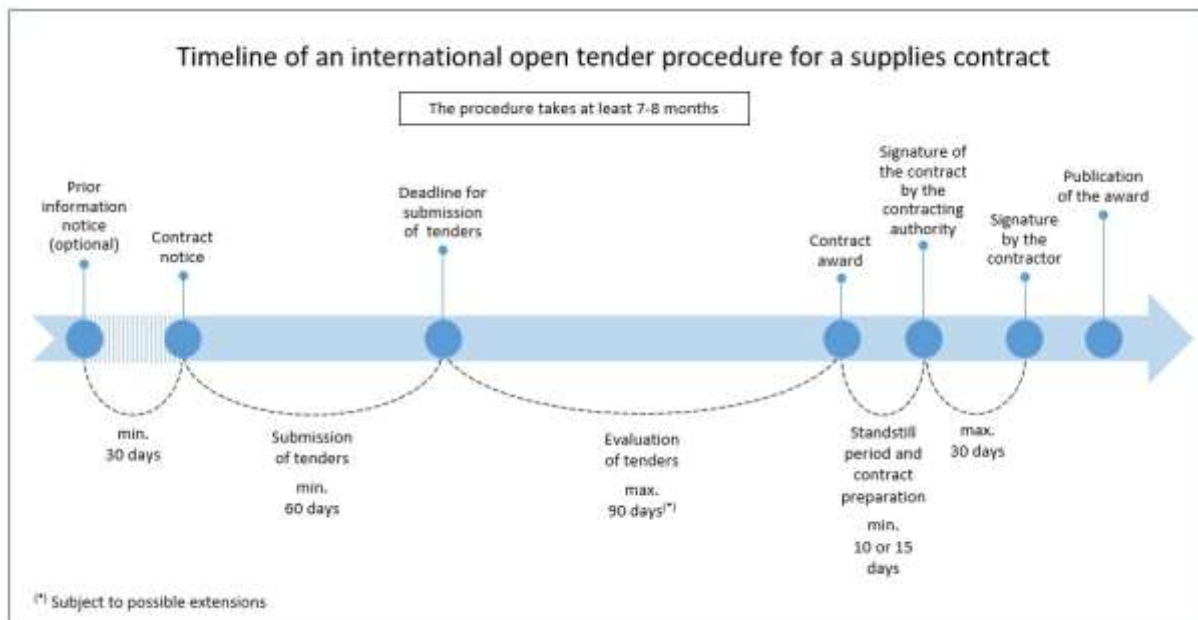 Timeline of an international open tender procedure for a supplies contract
The procedure takes at least 7-8 months
Prior
information
notice
(optional)
Contract
notice
Deadline for
submission
of tenders
Contract
award
Signature of
the contract
by the
contracting
authority
Signature
by the
contractor
Publication
of the award
min.
30 days
Submission
of tenders
min.
60 days
Evaluation
of tenders
max.
90 days(*)
Standstill
period and
contract
preparation
min.
10 or 15
days
max.
30 days
(*) Subject to possible extensions